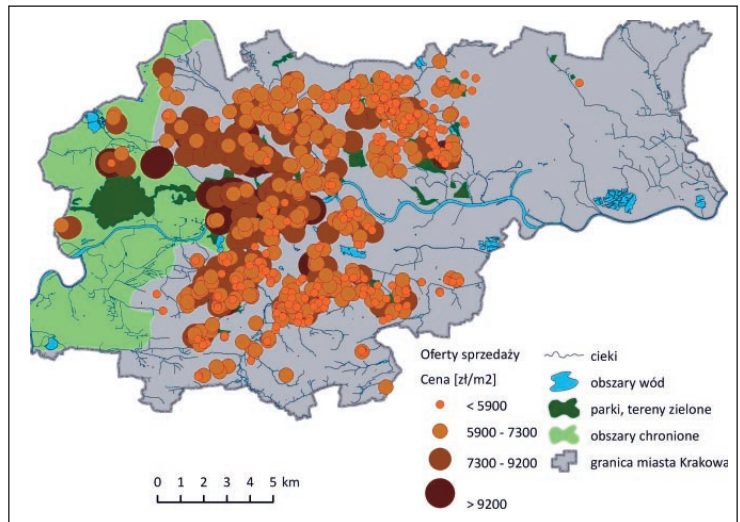 Oferty sprzedaży
Cena [zł/m2]
< 5900
5900 - 7300
7300 - 9200
> 9200
cieki
obszary wód
parki, tereny zielone
obszary chronione
granica miasta Krakowa
0 1 2 3 4 5 km